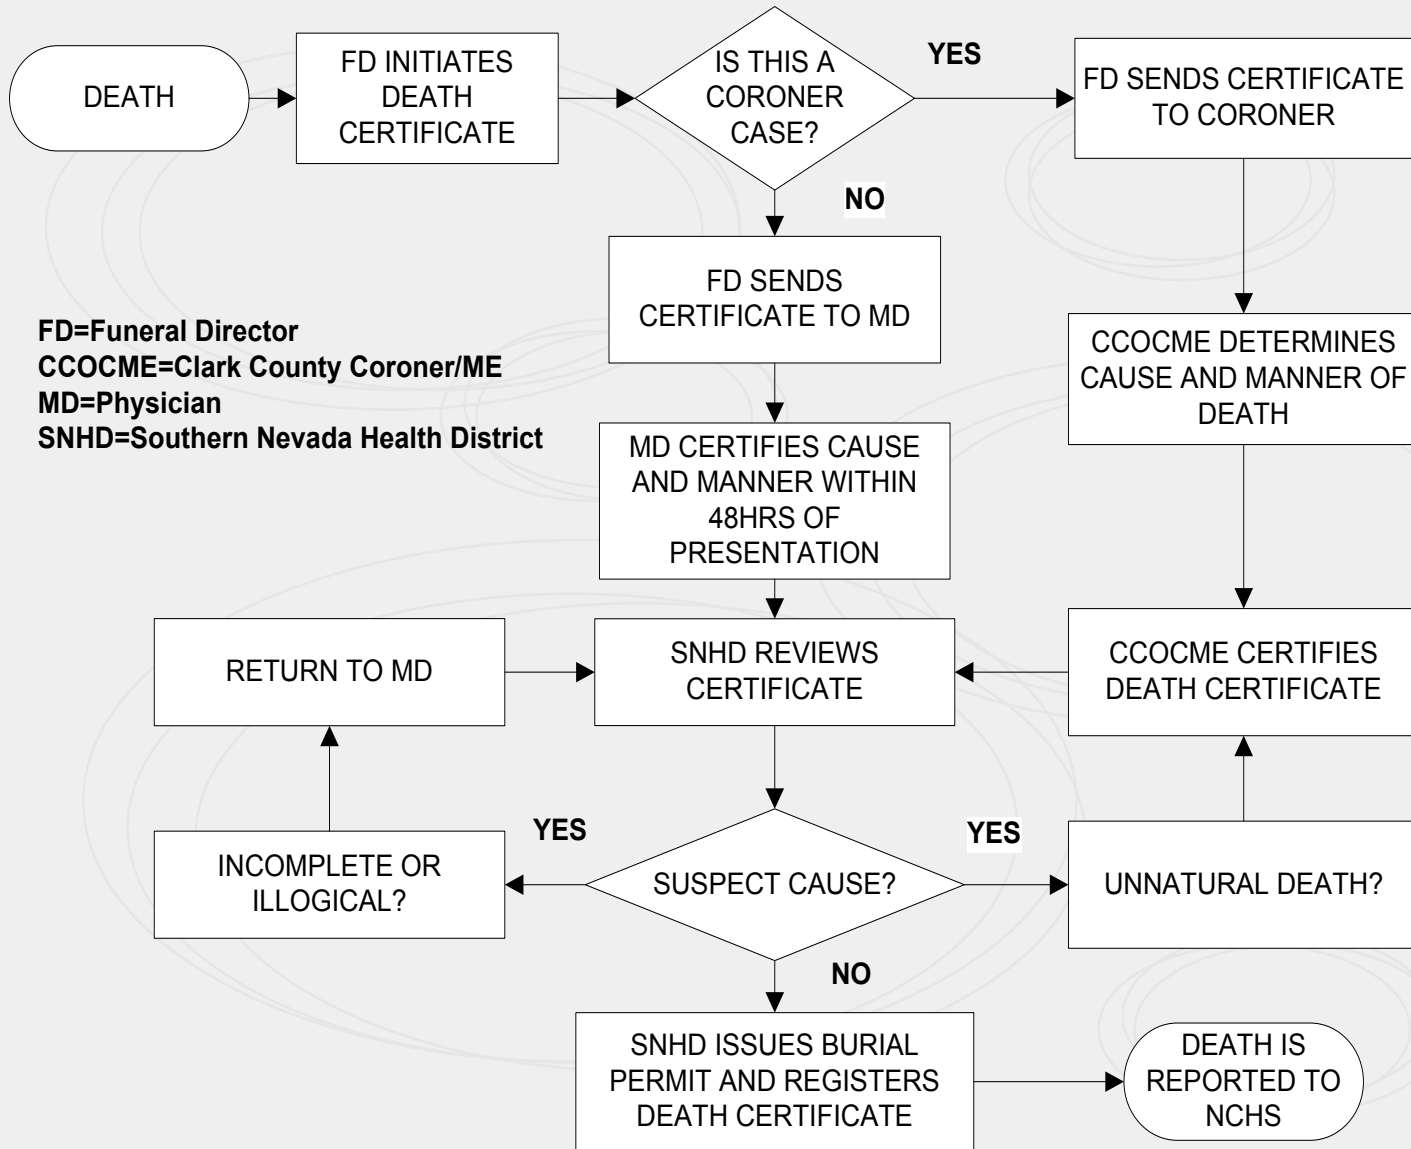 DEATH
FD INITIATES
DEATH
CERTIFICATE
IS THIS A
CORONER
CASE?
YES
FD SENDS CERTIFICATE
TO CORONER
NO
FD SENDS
CERTIFICATE TO MD
FD=Funeral Director
CCOCME=Clark County Coroner/ME
MD=Physician
SNHD=Southern Nevada Health District
CCOCME DETERMINES
CAUSE AND MANNER OF
DEATH
MD CERTIFIES CAUSE
AND MANNER WITHIN
48HRS OF
PRESENTATION
RETURN TO MD
SNHD REVIEWS
CERTIFICATE
CCOCME CERTIFIES
DEATH CERTIFICATE
INCOMPLETE OR
ILLOGICAL?
YES
SUSPECT CAUSE?
YES
UNNATURAL DEATH?
NO
SNHD ISSUES BURIAL
PERMIT AND REGISTERS
DEATH CERTIFICATE
DEATH IS
REPORTED TO
NCHS